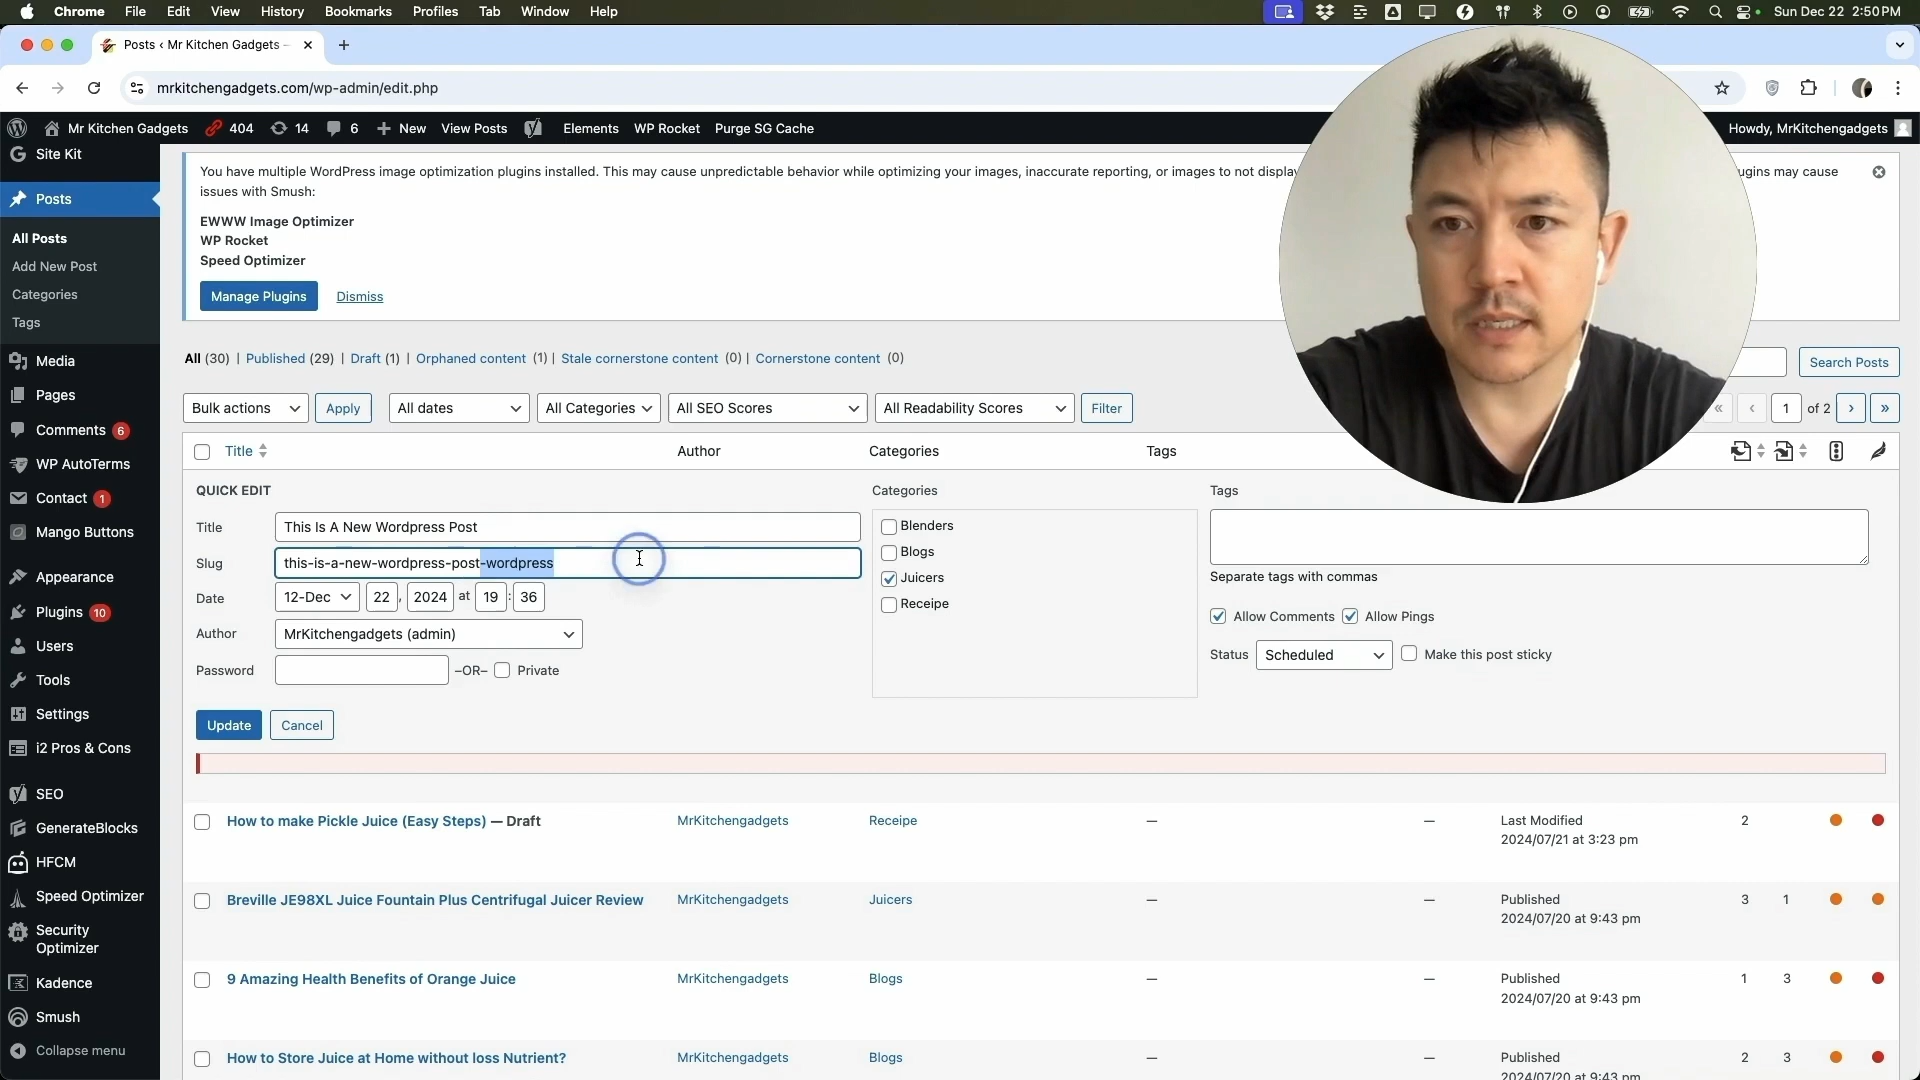 Chrome File Edit View History Bookmarks Profiles Tab Window Help Sun Dec 22 2:50 PM
Posts ‹ Mr Kitchen Gadgets –
mrkitchengadgets.com/wp-admin/edit.php
Mr Kitchen Gadgets 404 14 6 New View Posts Elements WP Rocket Purge SG Cache Howdy, MrKitchengadgets
Site Kit
Posts
All Posts
Add New Post
Categories
Tags
Media
Pages
Comments 6
WP AutoTerms
Contact 1
Mango Buttons
Appearance
Plugins 10
Users
Tools
Settings
i2 Pros & Cons
SEO
GenerateBlocks
HFCM
Speed Optimizer
Security
Optimizer
Kadence
Smush
Collapse menu
You have multiple WordPress image optimization plugins installed. This may cause unpredictable behavior while optimizing your images, inaccurate reporting, or images to not display may cause
issues with Smush:
EWWW Image Optimizer
WP Rocket
Speed Optimizer
Manage Plugins Dismiss
All (30) | Published (29) | Draft (1) | Orphaned content (1) | Stale cornerstone content (0) | Cornerstone content (0)
Search Posts
Bulk actions Apply All dates All Categories All SEO Scores All Readability Scores Filter « ‹ 1 of 2 › »
Title Author Categories Tags
QUICK EDIT
Title This Is A New Wordpress Post
Slug this-is-a-new-wordpress-post-wordpress
Date 12-Dec 22 , 2024 at 19 : 36
Author MrKitchengadgets (admin)
Password –OR– Private
Categories
Blenders
Blogs
Juicers
Receipe
Tags
Separate tags with commas
Allow Comments Allow Pings
Status Scheduled Make this post sticky
Update Cancel
How to make Pickle Juice (Easy Steps) — Draft MrKitchengadgets Receipe — — Last Modified 2
2024/07/21 at 3:23 pm
Breville JE98XL Juice Fountain Plus Centrifugal Juicer Review MrKitchengadgets Juicers — — Published 3 1
2024/07/20 at 9:43 pm
9 Amazing Health Benefits of Orange Juice MrKitchengadgets Blogs — — Published 1 3
2024/07/20 at 9:43 pm
How to Store Juice at Home without loss Nutrient? MrKitchengadgets Blogs — — Published 2 3
2024/07/20 at 9:43 pm